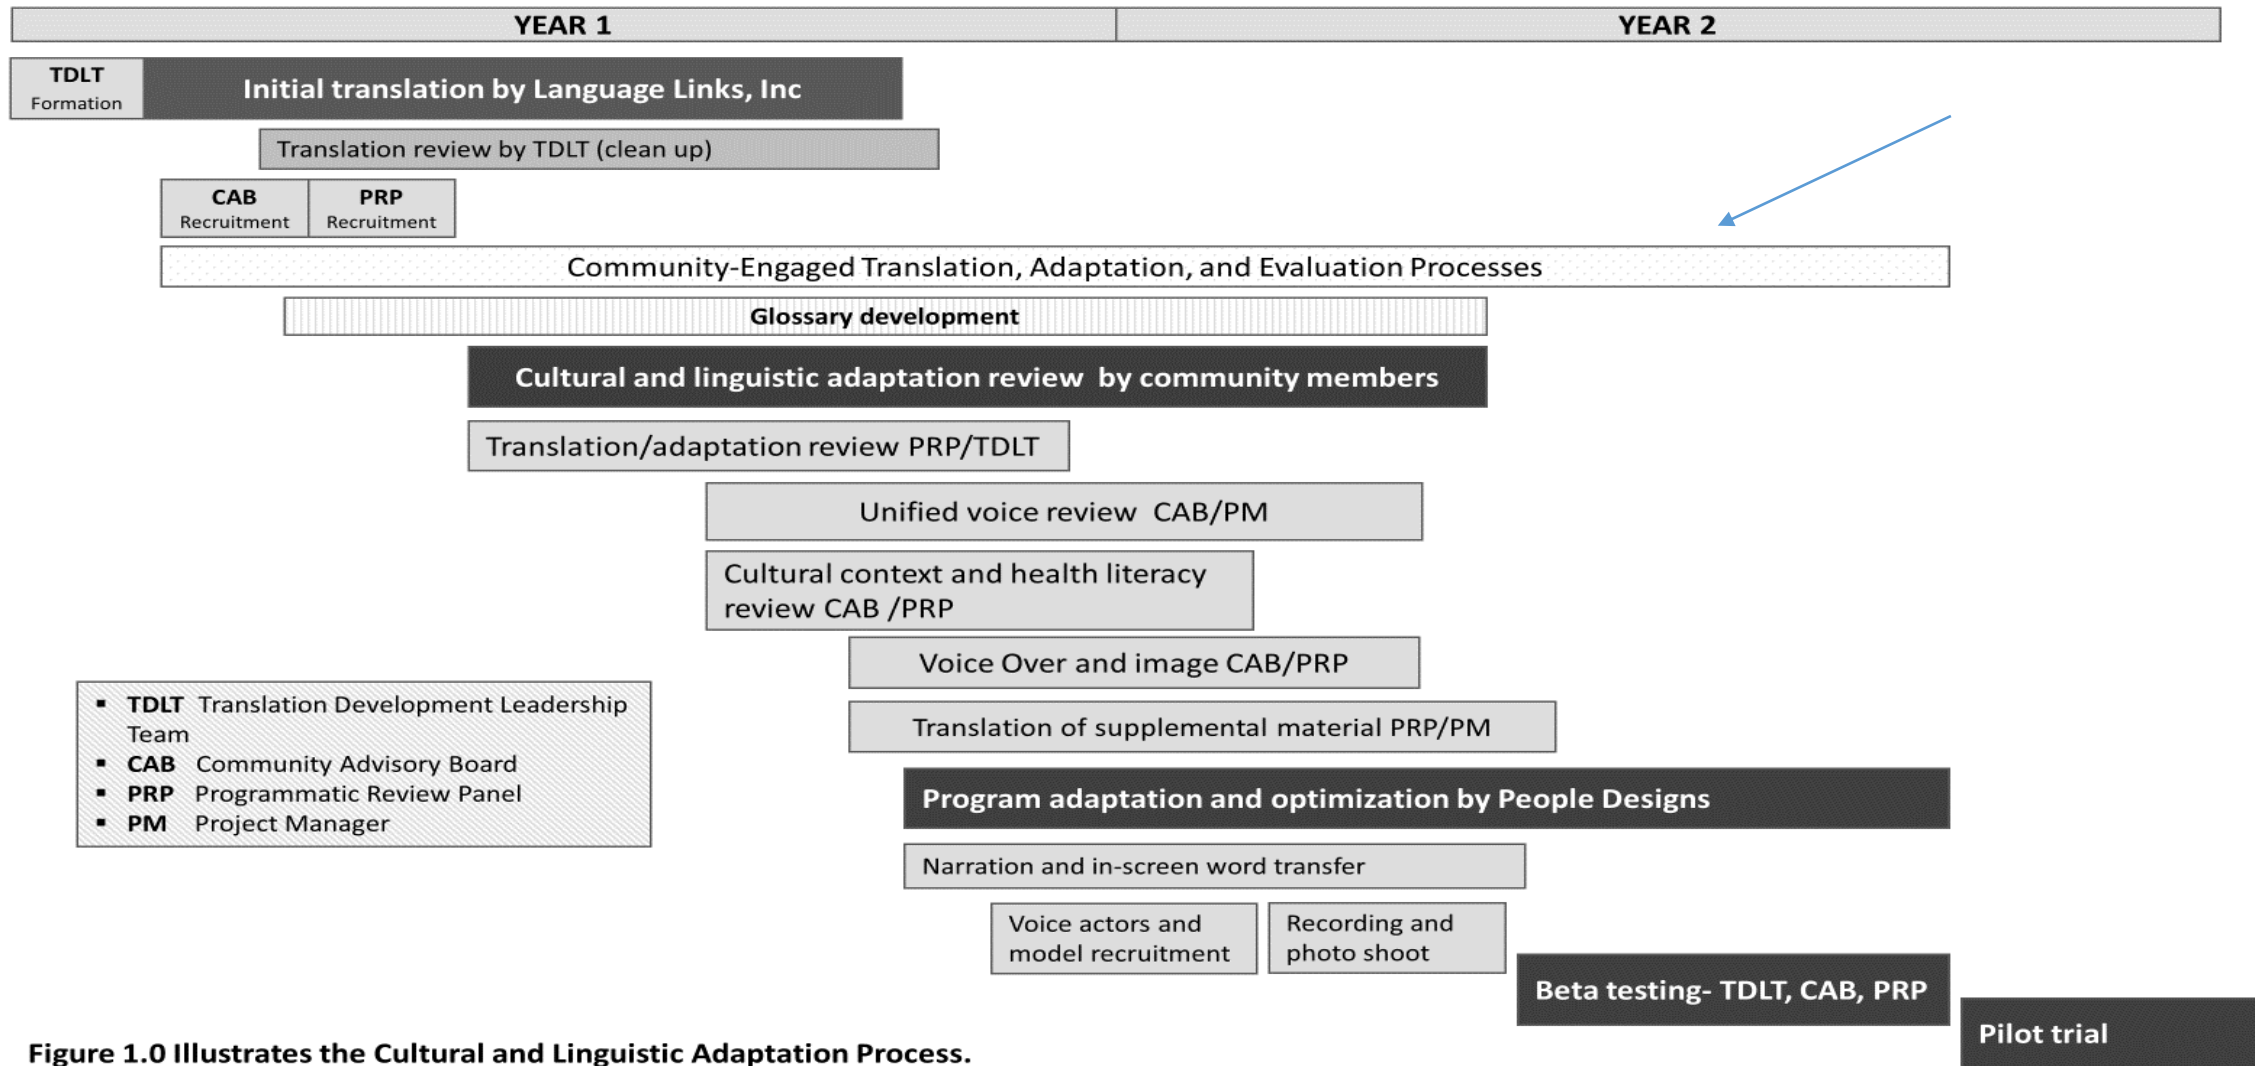 YEAR 1
YEAR 2
TDLT
Formation
Initial translation by Language Links, Inc
Translation review by TDLT (clean up)
CAB
Recruitment
PRP
Recruitment
Community-Engaged Translation, Adaptation, and Evaluation Processes
Glossary development
Cultural and linguistic adaptation review by community members
Translation/adaptation review PRP/TDLT
Unified voice review CAB/PM
Cultural context and health literacy
review CAB /PRP
Voice Over and image CAB/PRP
Translation of supplemental material PRP/PM
▪ TDLT Translation Development Leadership
Team
▪ CAB Community Advisory Board
▪ PRP Programmatic Review Panel
▪ PM Project Manager
Program adaptation and optimization by People Designs
Narration and in-screen word transfer
Voice actors and
model recruitment
Recording and
photo shoot
Beta testing- TDLT, CAB, PRP
Pilot trial
Figure 1.0 Illustrates the Cultural and Linguistic Adaptation Process.